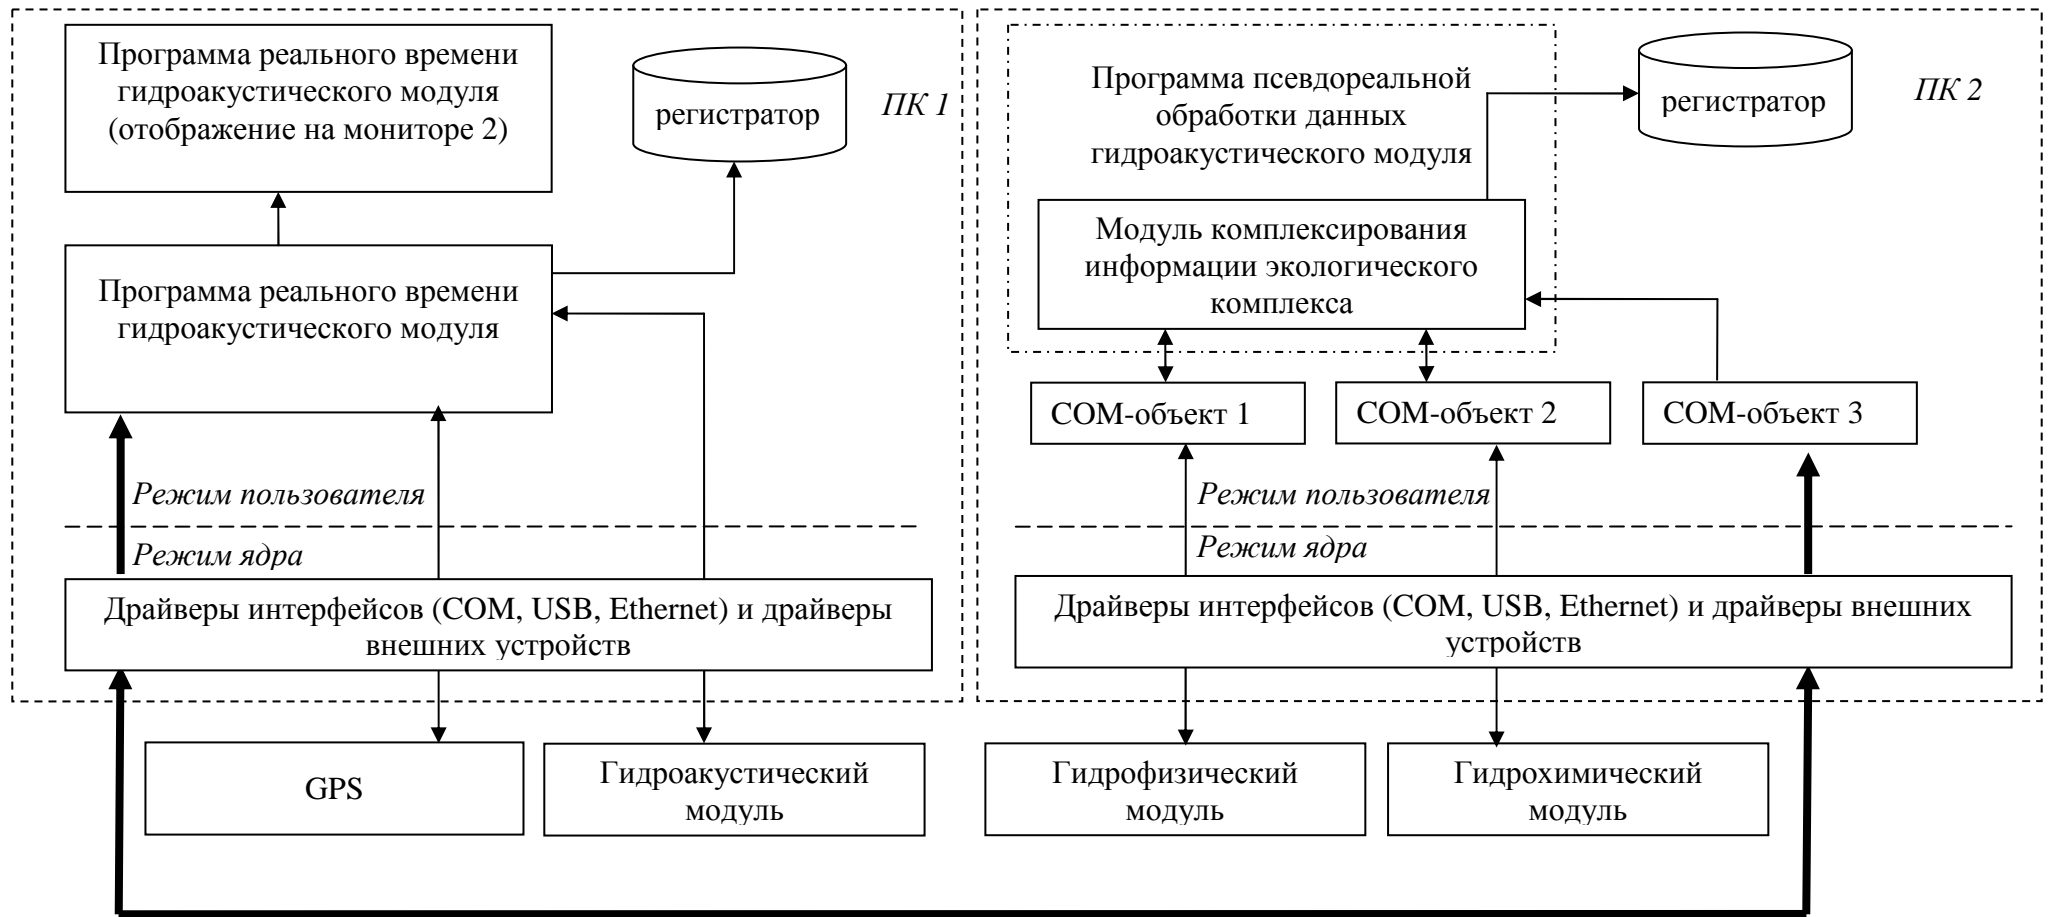 Программа реального времени
гидроакустического модуля
(отображение на мониторе 2)
регистратор
ПК 1
Программа реального времени
гидроакустического модуля
Режим пользователя
Режим ядра
Драйверы интерфейсов (COM, USB, Ethernet) и драйверы
внешних устройств
GPS
Гидроакустический
модуль
Программа псевдореальной
обработки данных
гидроакустического модуля
регистратор
ПК 2
Модуль комплексирования
информации экологического
комплекса
COM-объект 1
COM-объект 2
COM-объект 3
Режим пользователя
Режим ядра
Драйверы интерфейсов (COM, USB, Ethernet) и драйверы внешних
устройств
Гидрофизический
модуль
Гидрохимический
модуль